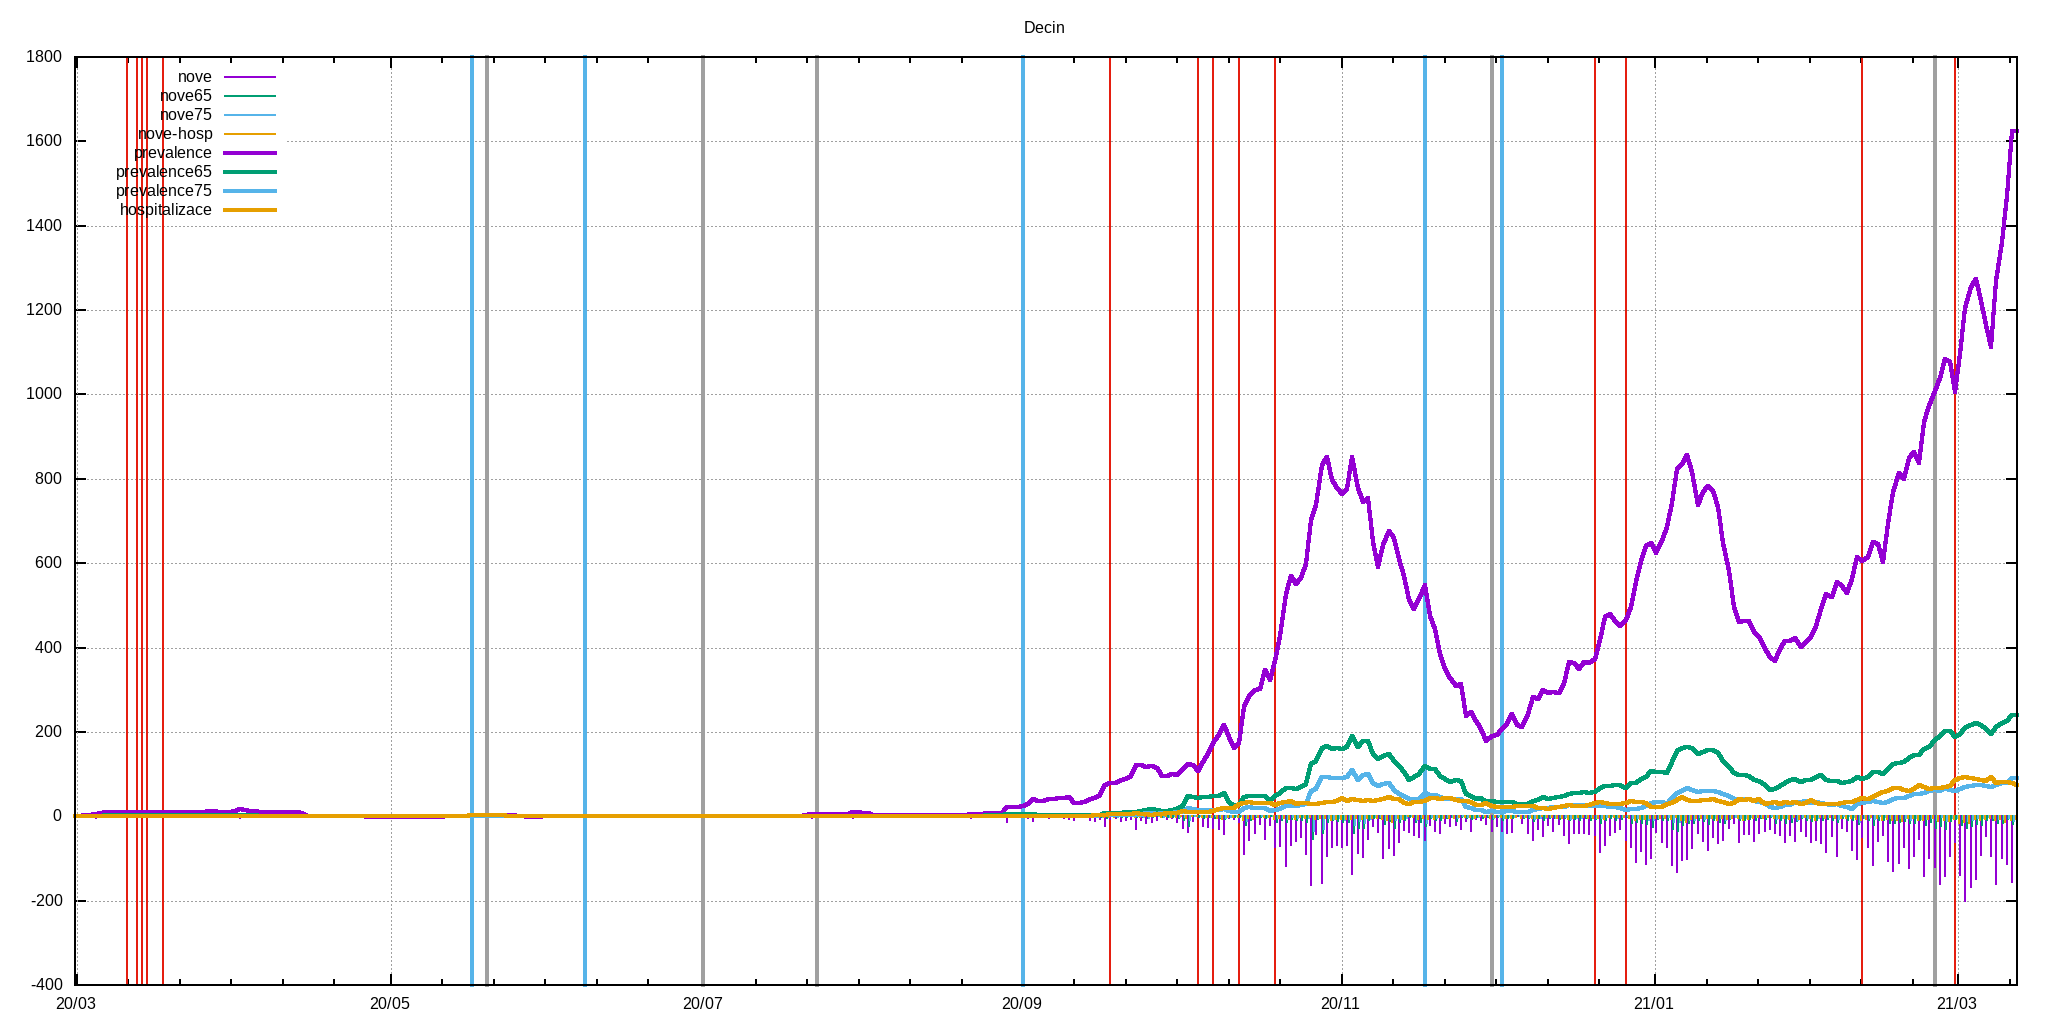 Decin
1800
1600
1400
1200
1000
800
600
400
200
0
-200
-400
nove
nove65
nove75
nove-hosp
prevalence
prevalence65
prevalence75
hospitalizace
20/03 20/05 20/07 20/09 20/11 21/01 21/03